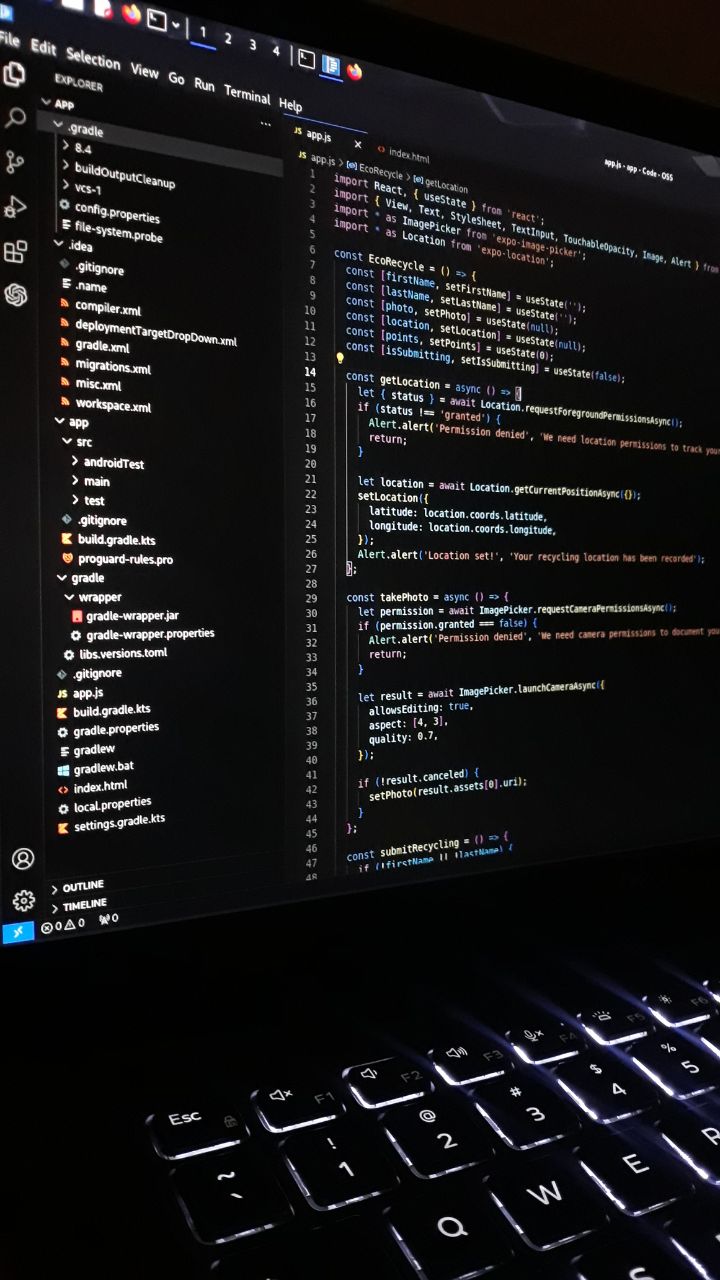 1 2 3 4
File Edit Selection View Go Run Terminal Help
app.js - app - Code - OSS
EXPLORER ...
APP
.gradle
8.4
buildOutputCleanup
vcs-1
config.properties
file-system.probe
.idea
.gitignore
.name
compiler.xml
deploymentTargetDropDown.xml
gradle.xml
migrations.xml
misc.xml
workspace.xml
app
src
androidTest
main
test
.gitignore
build.gradle.kts
proguard-rules.pro
gradle
wrapper
gradle-wrapper.jar
gradle-wrapper.properties
libs.versions.toml
.gitignore
JS app.js
build.gradle.kts
gradle.properties
gradlew
gradlew.bat
<> index.html
local.properties
settings.gradle.kts
OUTLINE
TIMELINE
0 0 0
JS app.js × <> index.html
JS app.js > EcoRecycle > getLocation
1 import React, { useState } from 'react';
2 import { View, Text, StyleSheet, TextInput, TouchableOpacity, Image, Alert } from
3 import * as ImagePicker from 'expo-image-picker';
4 import * as Location from 'expo-location';
5
6 const EcoRecycle = () => {
7 const [firstName, setFirstName] = useState('');
8 const [lastName, setLastName] = useState('');
9 const [photo, setPhoto] = useState(null);
10 const [location, setLocation] = useState(null);
11 const [points, setPoints] = useState(0);
12 const [isSubmitting, setIsSubmitting] = useState(false);
13
14 const getLocation = async () => {
15 let { status } = await Location.requestForegroundPermissionsAsync();
16 if (status !== 'granted') {
17 Alert.alert('Permission denied', 'We need location permissions to track your
18 return;
19 }
20
21 let location = await Location.getCurrentPositionAsync({});
22 setLocation({
23 latitude: location.coords.latitude,
24 longitude: location.coords.longitude,
25 });
26 Alert.alert('Location set!', 'Your recycling location has been recorded');
27 };
28
29 const takePhoto = async () => {
30 let permission = await ImagePicker.requestCameraPermissionsAsync();
31 if (permission.granted === false) {
32 Alert.alert('Permission denied', 'We need camera permissions to document you
33 return;
34 }
35
36 let result = await ImagePicker.launchCameraAsync({
37 allowsEditing: true,
38 aspect: [4, 3],
39 quality: 0.7,
40 });
41
42 if (!result.canceled) {
43 setPhoto(result.assets[0].uri);
44 }
45 };
46
47 const submitRecycling = () => {
48 if (!firstName || !lastName) {
Esc F1 F2 F3 F4 F5 F6
~ ` ! 1 @ 2 # 3 $ 4 % 5
Q W E
S